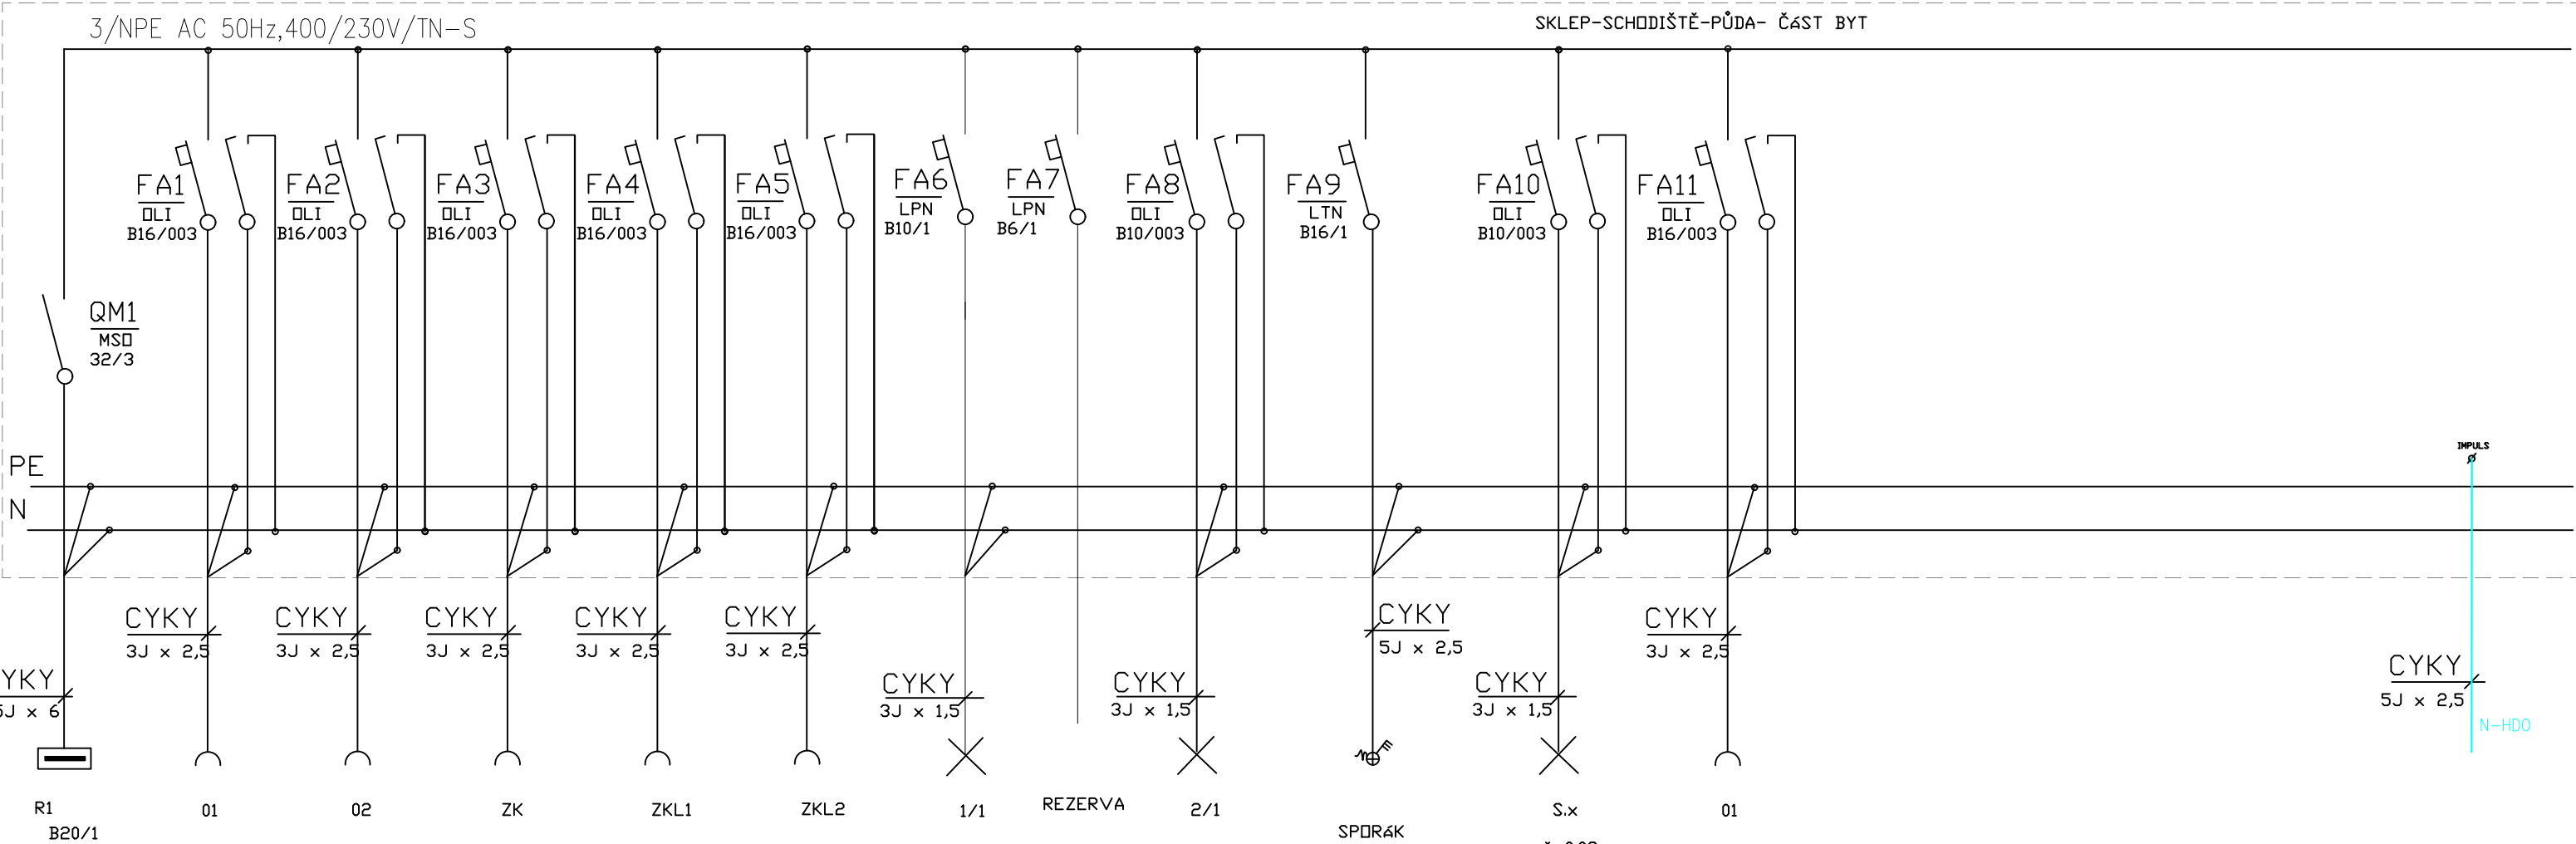 3/NPE AC 50Hz,400/230V/TN-S
SKLEP-SCHODIŠTĚ-PŮDA- ČÁST BYT
FA1
OLI
B16/003
FA2
OLI
B16/003
FA3
OLI
B16/003
FA4
OLI
B16/003
FA5
OLI
B16/003
FA6
LPN
B10/1
FA7
LPN
B6/1
FA8
OLI
B10/003
FA9
LTN
B16/1
FA10
OLI
B10/003
FA11
OLI
B16/003
QM1
MSO
32/3
PE
N
IMPULS
YKY
5J x 6
CYKY
3J x 2,5
CYKY
3J x 2,5
CYKY
3J x 2,5
CYKY
3J x 2,5
CYKY
3J x 2,5
CYKY
3J x 1,5
CYKY
3J x 1,5
CYKY
5J x 2,5
CYKY
3J x 1,5
CYKY
3J x 2,5
CYKY
5J x 2,5
N-HDO
R1
B20/1
01
02
ZK
ZKL1
ZKL2
1/1
REZERVA
2/1
SPORÁK
S.x
01